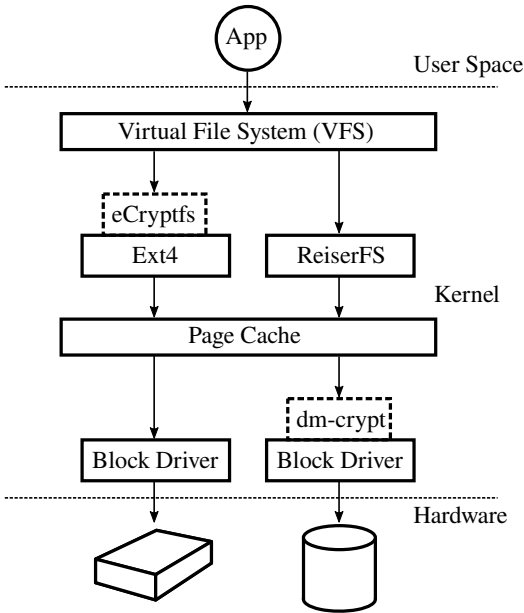 App
User Space
Virtual File System (VFS)
eCryptfs
Ext4
ReiserFS
Kernel
Page Cache
dm-crypt
Block Driver
Block Driver
Hardware